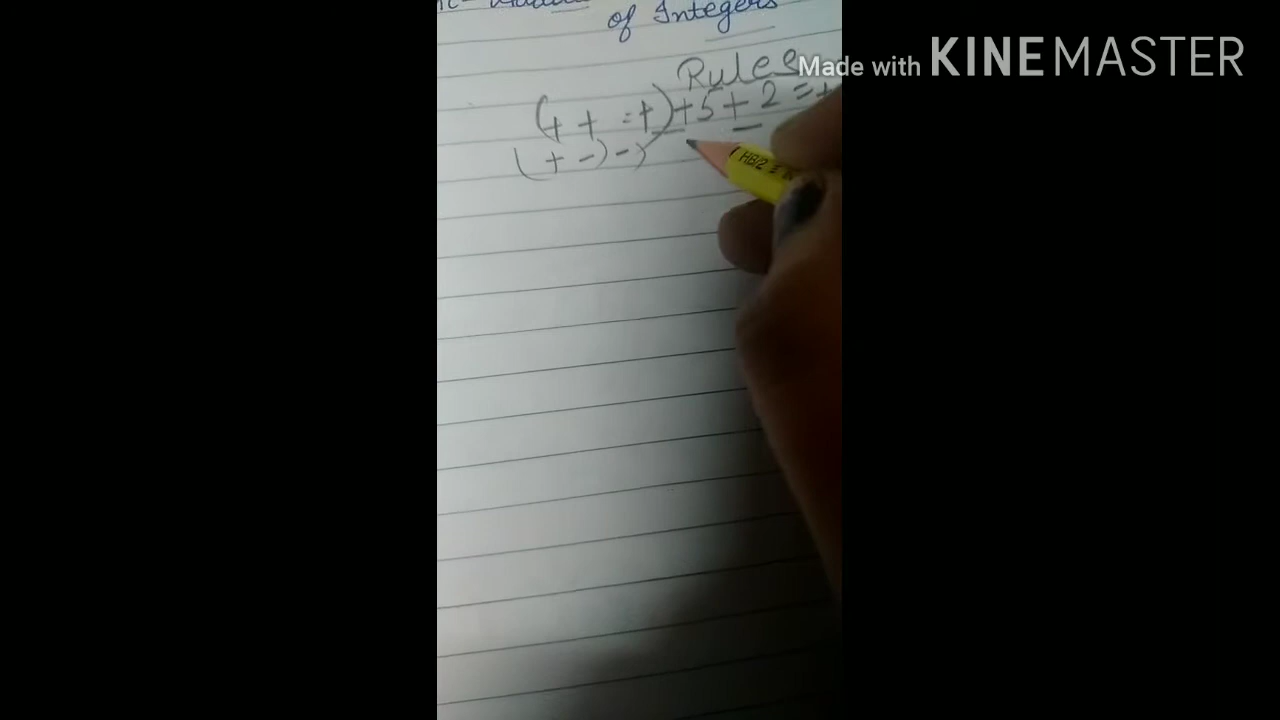 of Integers
Made with KINEMASTER
Rules
(+ + = +) +5 + 2 = +
(+ -) -)
HB/2